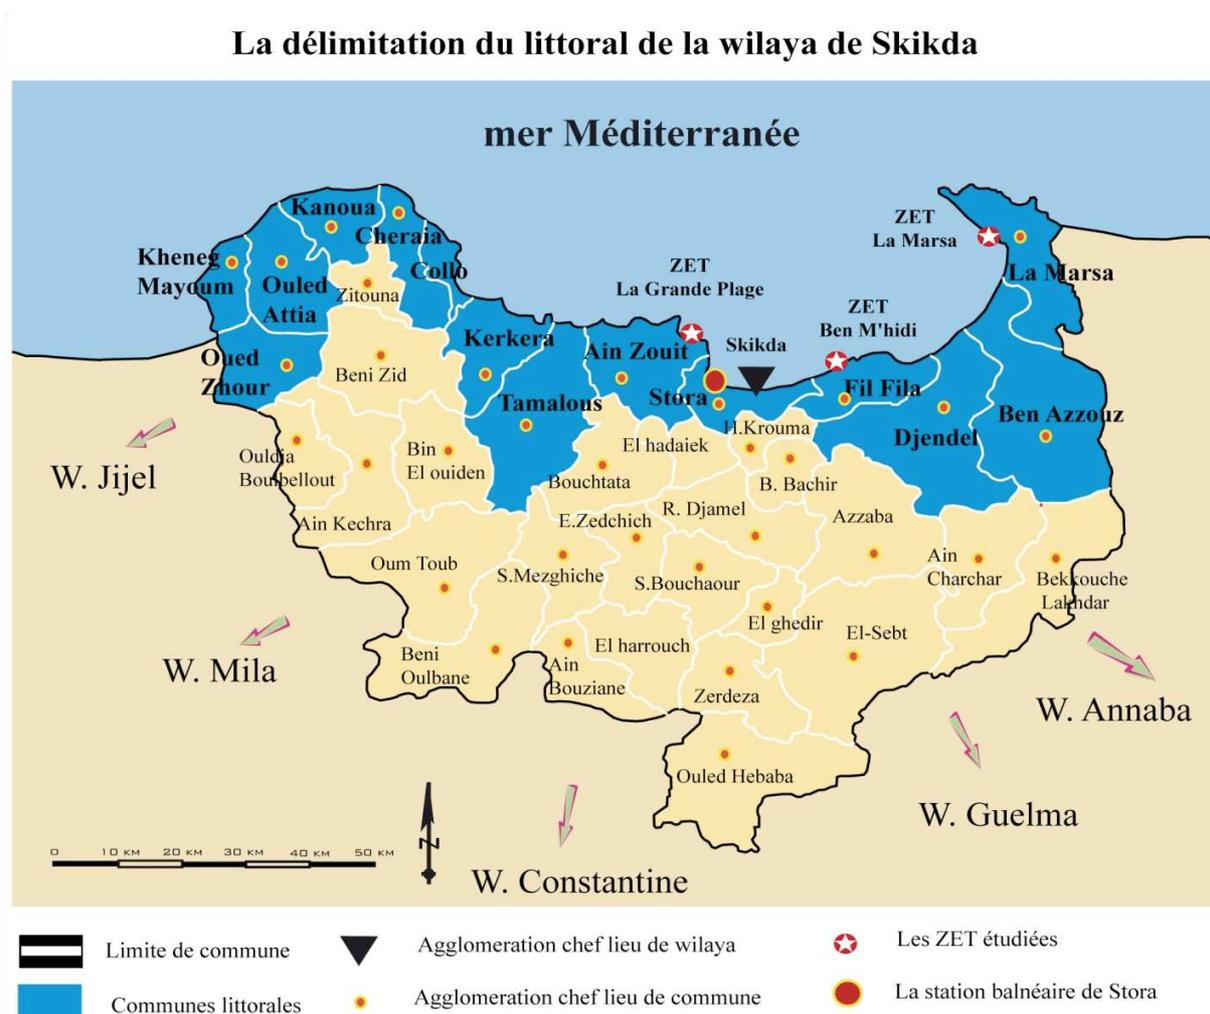 La délimitation du littoral de la wilaya de Skikda
mer Méditerranée
Kanoua
Cheraia
Kheneg
Mayoum
Ouled
Attia
Collo
Zitouna
ZET
La Marsa
La Marsa
ZET
La Grande Plage
ZET
Ben M'hidi
Skikda
Kerkera
Ain Zouit
Oued
Zhour
Beni Zid
Tamalous
Stora
Fil Fila
Djendel
Ben Azzouz
H.Krouma
El hadaiek
B. Bachir
Bouchtata
Bin
El ouiden
Ouldja
Boulbellout
W. Jijel
Ain Kechra
E.Zedchich
R. Djamel
Azzaba
Oum Toub
S.Mezghiche
S.Bouchaour
Ain
Charchar
Bekkouche
Lakhdar
El ghedir
El-Sebt
El harrouch
Beni
Oulbane
Ain
Bouziane
Zerdeza
W. Mila
W. Annaba
Ouled Hebaba
W. Guelma
W. Constantine
0 10 KM 20 KM 30 KM 40 KM 50 KM
N
Limite de commune
Agglomeration chef lieu de wilaya
Les ZET étudiées
Communes littorales
Agglomeration chef lieu de commune
La station balnéaire de Stora